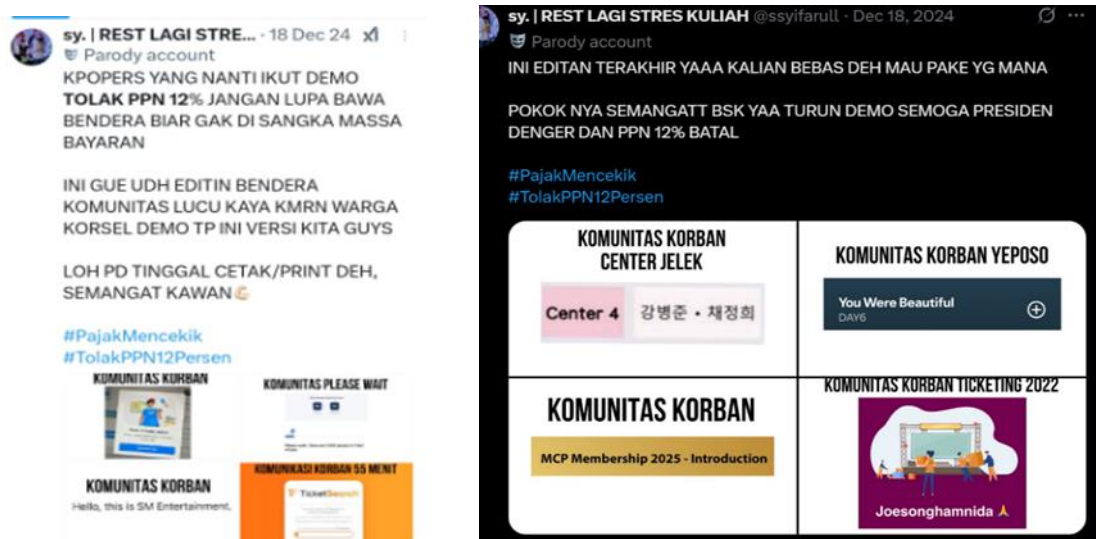 sy. | REST LAGI STRE... · 18 Dec 24
Parody account
KPOPERS YANG NANTI IKUT DEMO
TOLAK PPN 12% JANGAN LUPA BAWA
BENDERA BIAR GAK DI SANGKA MASSA
BAYARAN
INI GUE UDH EDITIN BENDERA
KOMUNITAS LUCU KAYA KMRN WARGA
KORSEL DEMO TP INI VERSI KITA GUYS
LOH PD TINGGAL CETAK/PRINT DEH,
SEMANGAT KAWAN💪🏻
#PajakMencekik
#TolakPPN12Persen
KOMUNITAS KORBAN
KOMUNITAS PLEASE WAIT
KOMUNITAS KORBAN
Hello, this is SM Entertainment.
KOMUNIKASI KORBAN 55 MENIT
TicketSearch
sy. | REST LAGI STRES KULIAH @ssyifarull · Dec 18, 2024
Parody account
INI EDITAN TERAKHIR YAAA KALIAN BEBAS DEH MAU PAKE YG MANA
POKOK NYA SEMANGATT BSK YAA TURUN DEMO SEMOGA PRESIDEN
DENGER DAN PPN 12% BATAL
#PajakMencekik
#TolakPPN12Persen
KOMUNITAS KORBAN
CENTER JELEK
Center 4
강병준 • 채정희
KOMUNITAS KORBAN YEPOSO
You Were Beautiful
DAY6
KOMUNITAS KORBAN
MCP Membership 2025 - Introduction
KOMUNITAS KORBAN TICKETING 2022
Joesonghamnida 🙏